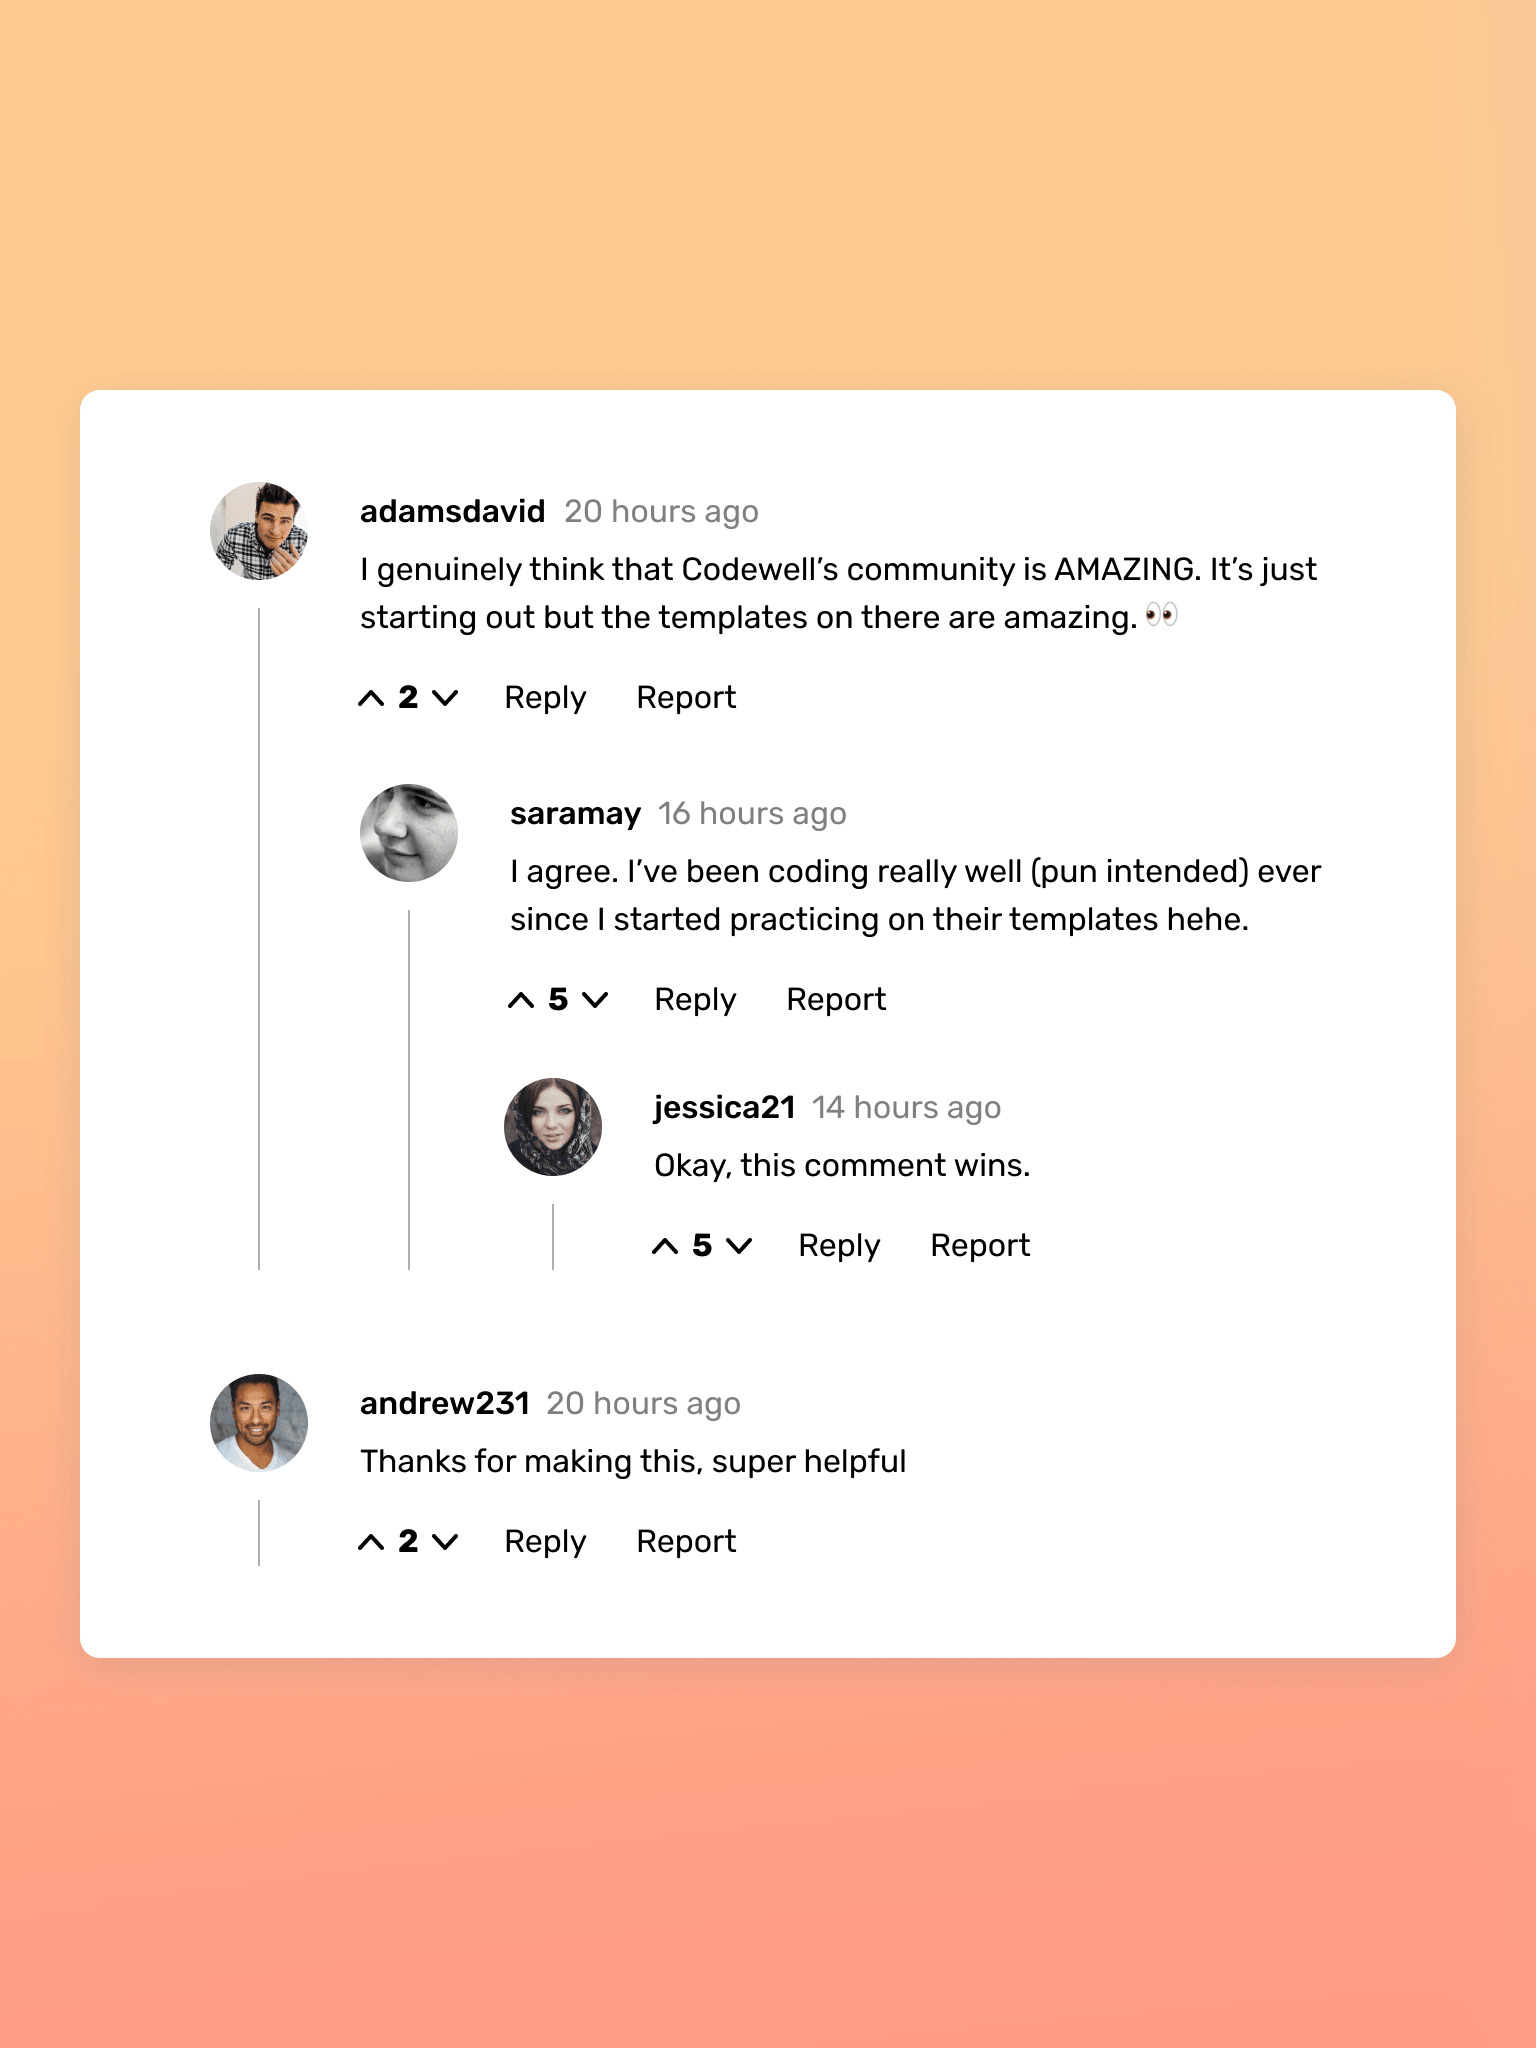 adamsdavid 20 hours ago
I genuinely think that Codewell’s community is AMAZING. It’s just
starting out but the templates on there are amazing. 👀
2 Reply Report
saramay 16 hours ago
I agree. I’ve been coding really well (pun intended) ever
since I started practicing on their templates hehe.
5 Reply Report
jessica21 14 hours ago
Okay, this comment wins.
5 Reply Report
andrew231 20 hours ago
Thanks for making this, super helpful
2 Reply Report